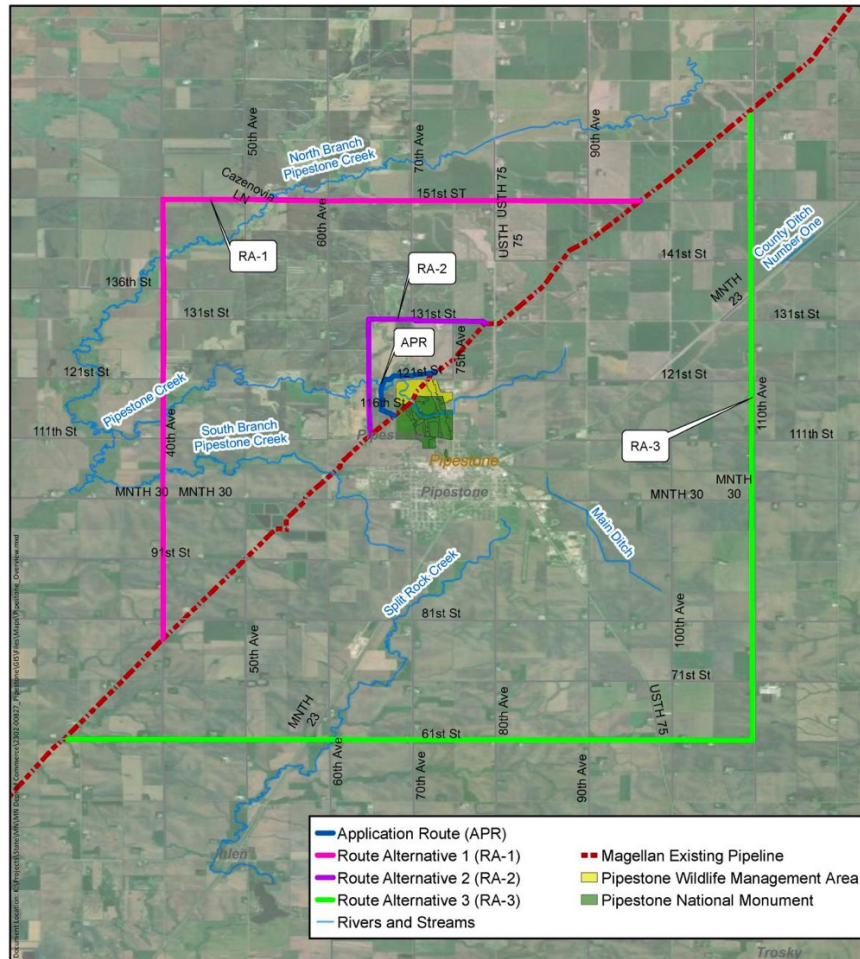 50th Ave
North Branch
Pipestone Creek
70th Ave
90th Ave
Cazenovia
LN
60th Ave
151st ST
USTH 75
USTH
75
RA-1
RA-2
141st St
County Ditch
Number One
136th St
131st St
131st St
MNTH
23
131st St
APR
75th Ave
121st St
121st St
121st St
Pipestone Creek
116th St
40th Ave
South Branch
Pipestone Creek
111th St
RA-3
110th Ave
111th St
Pipestone
Pipestone
MNTH 30
MNTH 30
MNTH 30
MNTH
30
Main Ditch
91st St
Split Rock Creek
81st St
100th Ave
50th Ave
71st St
MNTH
23
80th Ave
USTH 75
61st St
60th Ave
70th Ave
90th Ave
Application Route (APR)
Route Alternative 1 (RA-1)
Route Alternative 2 (RA-2)
Route Alternative 3 (RA-3)
Rivers and Streams
Magellan Existing Pipeline
Pipestone Wildlife Management Area
Pipestone National Monument
Trosky